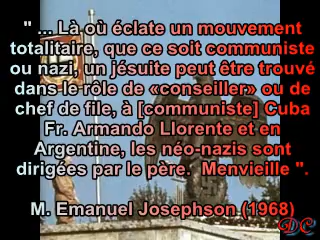 " ... Là où éclate un mouvement
totalitaire, que ce soit communiste
ou nazi, un jésuite peut être trouvé
dans le rôle de «conseiller» ou de
chef de file, à [communiste] Cuba
Fr. Armando Llorente et en
Argentine, les néo-nazis sont
dirigées par le père. Menvieille ".
M. Emanuel Josephson (1968)
DC